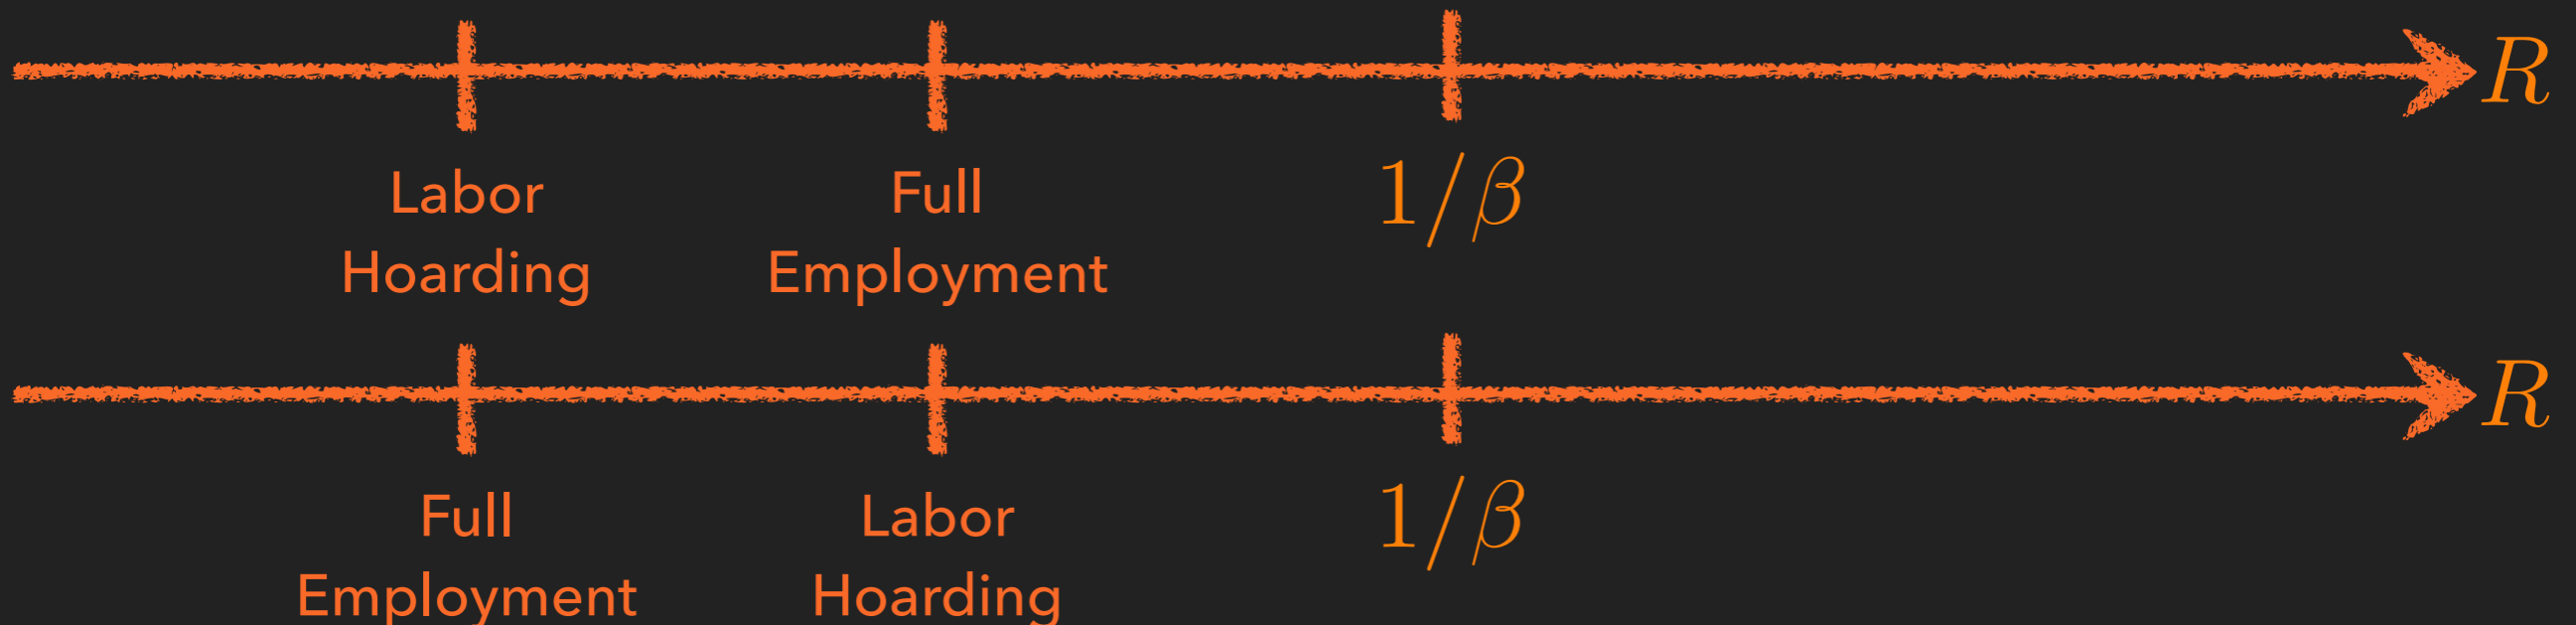 R
Labor Full 1/β
Hoarding Employment
R
Full Labor 1/β
Employment Hoarding